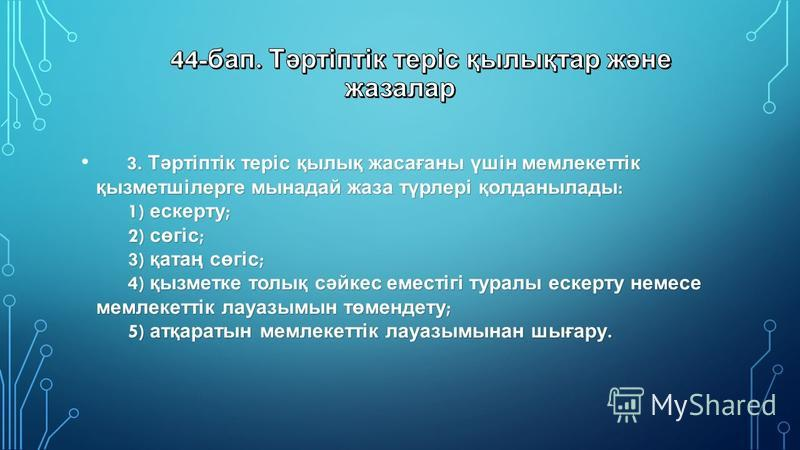 44-бап. Тәртіптік теріс қылықтар және
жазалар
• 3. Тәртіптік теріс қылық жасағаны үшін мемлекеттік
қызметшілерге мынадай жаза түрлері қолданылады:
1) ескерту;
2) сөгіс;
3) қатаң сөгіс;
4) қызметке толық сәйкес еместігі туралы ескерту немесе
мемлекеттік лауазымын төмендету;
5) атқаратын мемлекеттік лауазымынан шығару.
MyShared